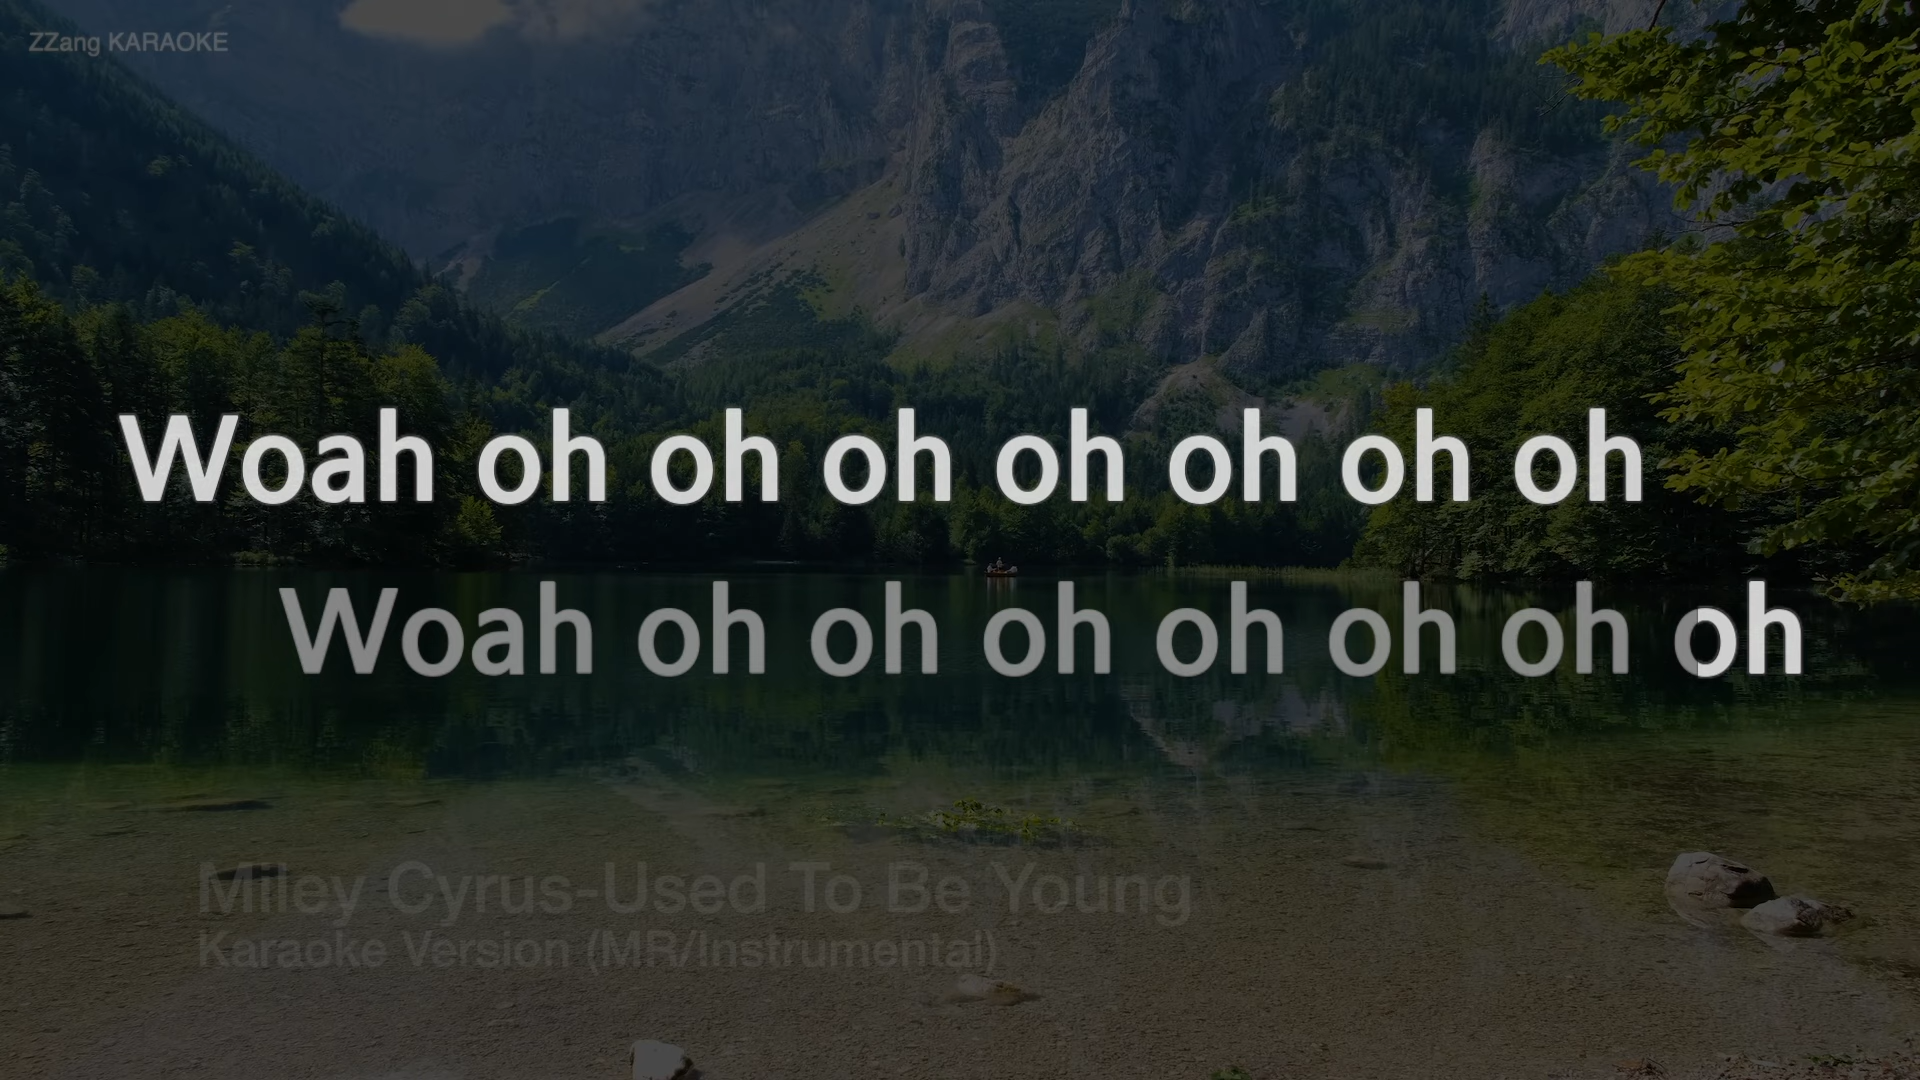 ZZang KARAOKE
Woah oh oh oh oh oh oh oh
Woah oh oh oh oh oh oh oh
Miley Cyrus-Used To Be Young
Karaoke Version (MR/Instrumental)